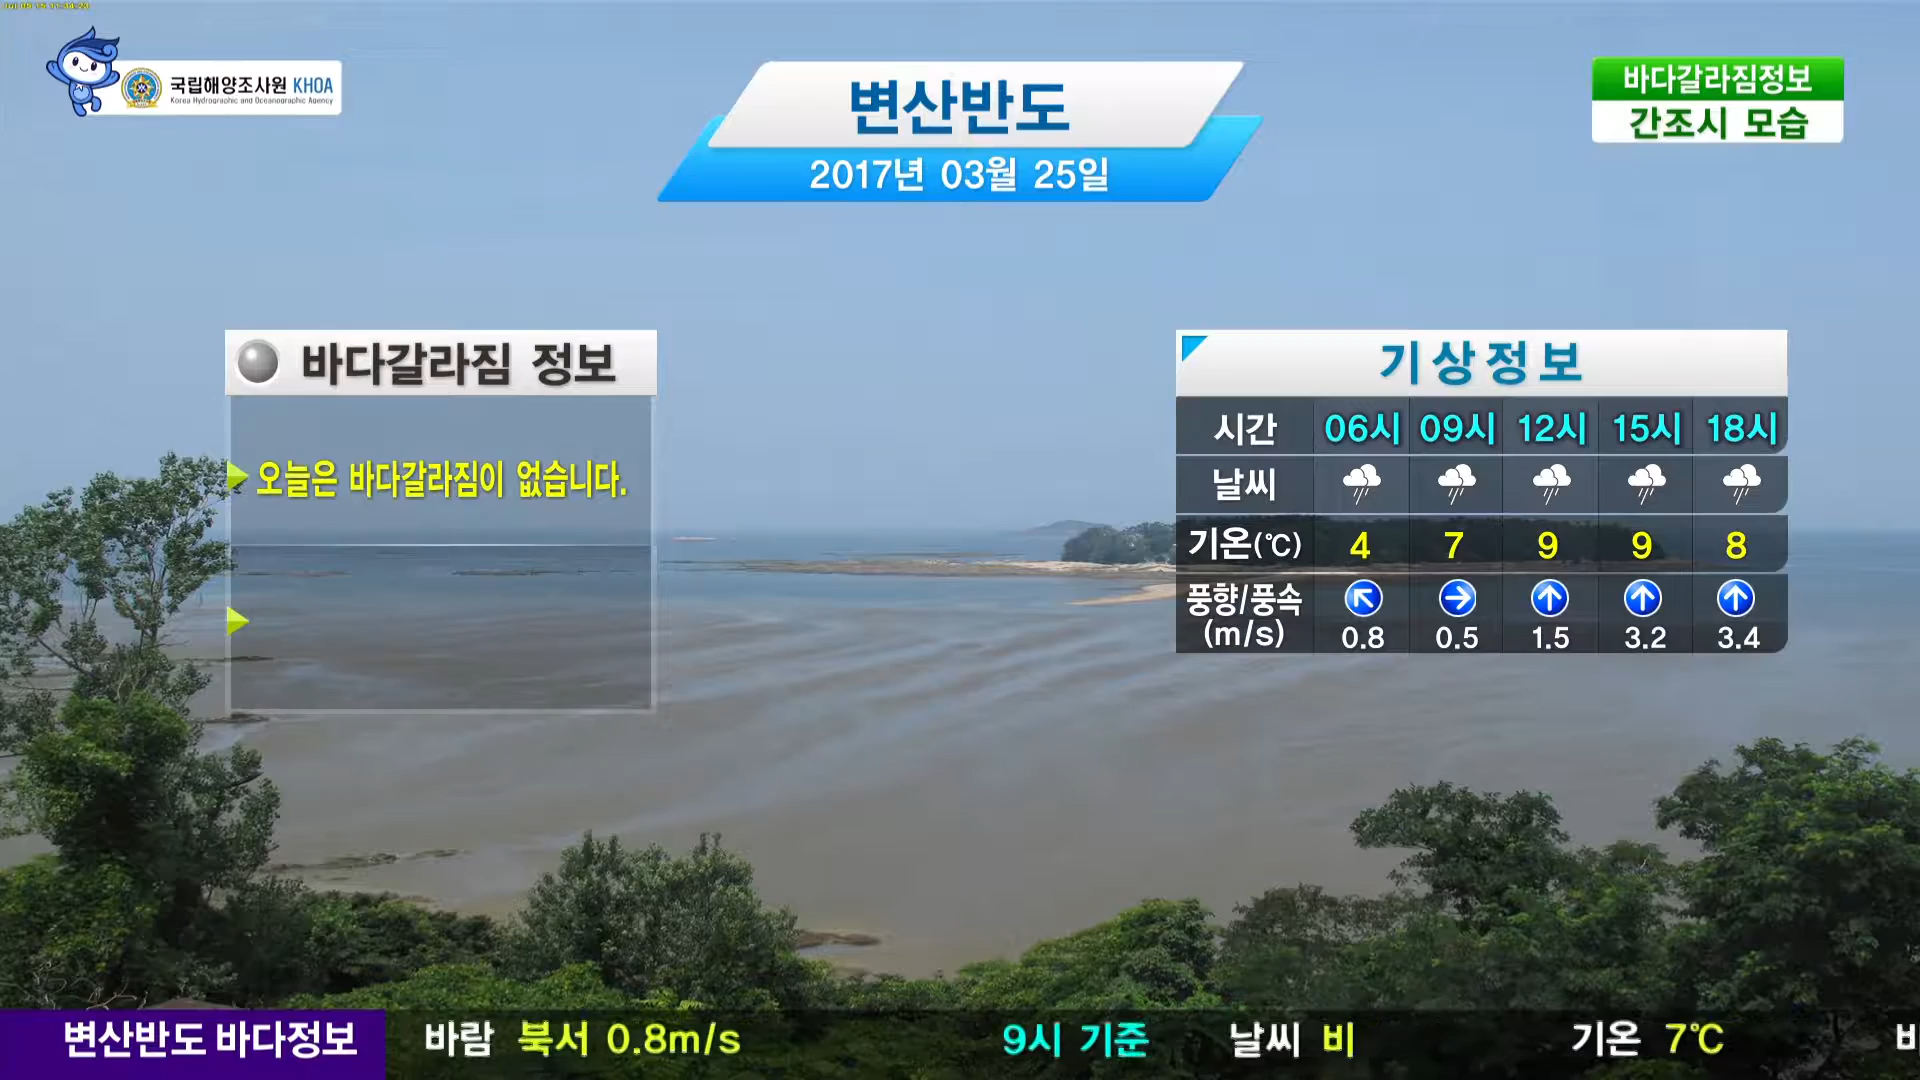 국립해양조사원 KHOA
Korea Hydrographic and Oceanographic Agency
변산반도
2017년 03월 25일
바다갈라짐정보
간조시 모습
바다갈라짐 정보
오늘은 바다갈라짐이 없습니다.
기상정보
시간 06시 09시 12시 15시 18시
날씨
기온(℃) 4 7 9 9 8
풍향/풍속
(m/s) 0.8 0.5 1.5 3.2 3.4
변산반도 바다정보 바람 북서 0.8m/s 9시 기준 날씨 비 기온 7℃